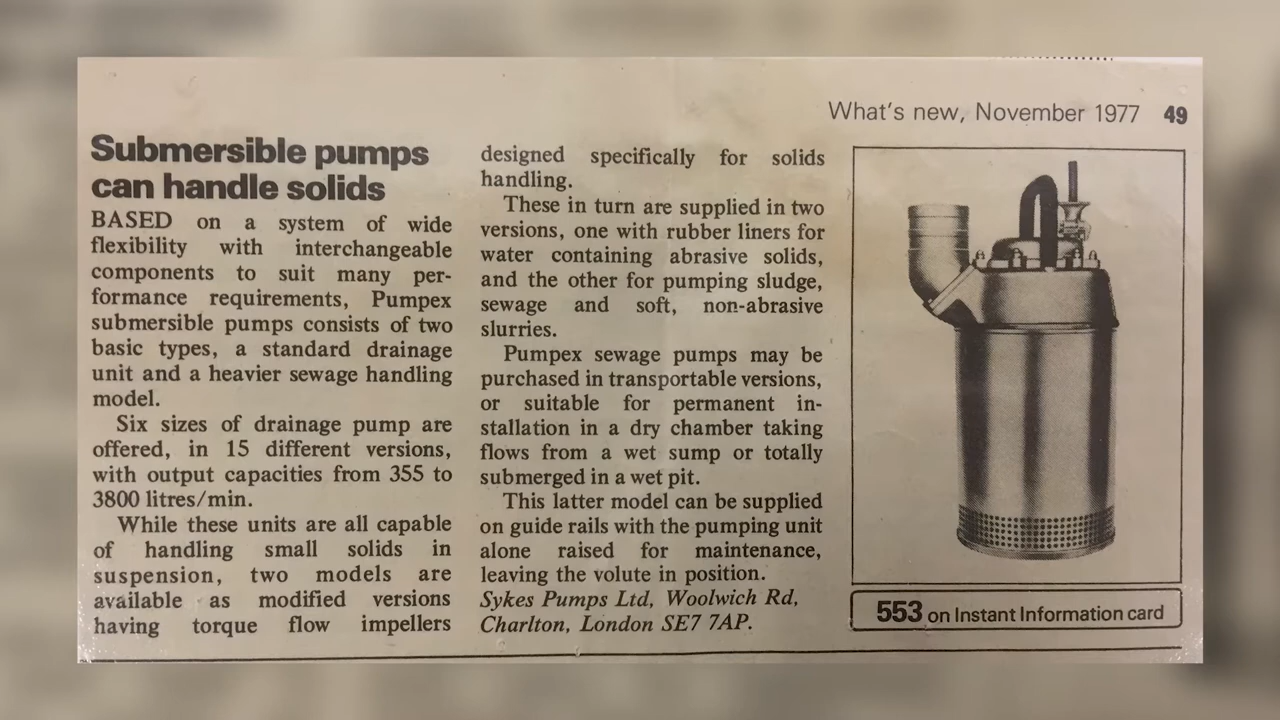 What's new, November 1977 49
Submersible pumps
can handle solids
BASED on a system of wide
flexibility with interchangeable
components to suit many per-
formance requirements, Pumpex
submersible pumps consists of two
basic types, a standard drainage
unit and a heavier sewage handling
model.
Six sizes of drainage pump are
offered, in 15 different versions,
with output capacities from 355 to
3800 litres/min.
While these units are all capable
of handling small solids in
suspension, two models are
available as modified versions
having torque flow impellers
designed specifically for solids
handling.
These in turn are supplied in two
versions, one with rubber liners for
water containing abrasive solids,
and the other for pumping sludge,
sewage and soft, non-abrasive
slurries.
Pumpex sewage pumps may be
purchased in transportable versions,
or suitable for permanent in-
stallation in a dry chamber taking
flows from a wet sump or totally
submerged in a wet pit.
This latter model can be supplied
on guide rails with the pumping unit
alone raised for maintenance,
leaving the volute in position.
Sykes Pumps Ltd, Woolwich Rd,
Charlton, London SE7 7AP.
553 on Instant Information card